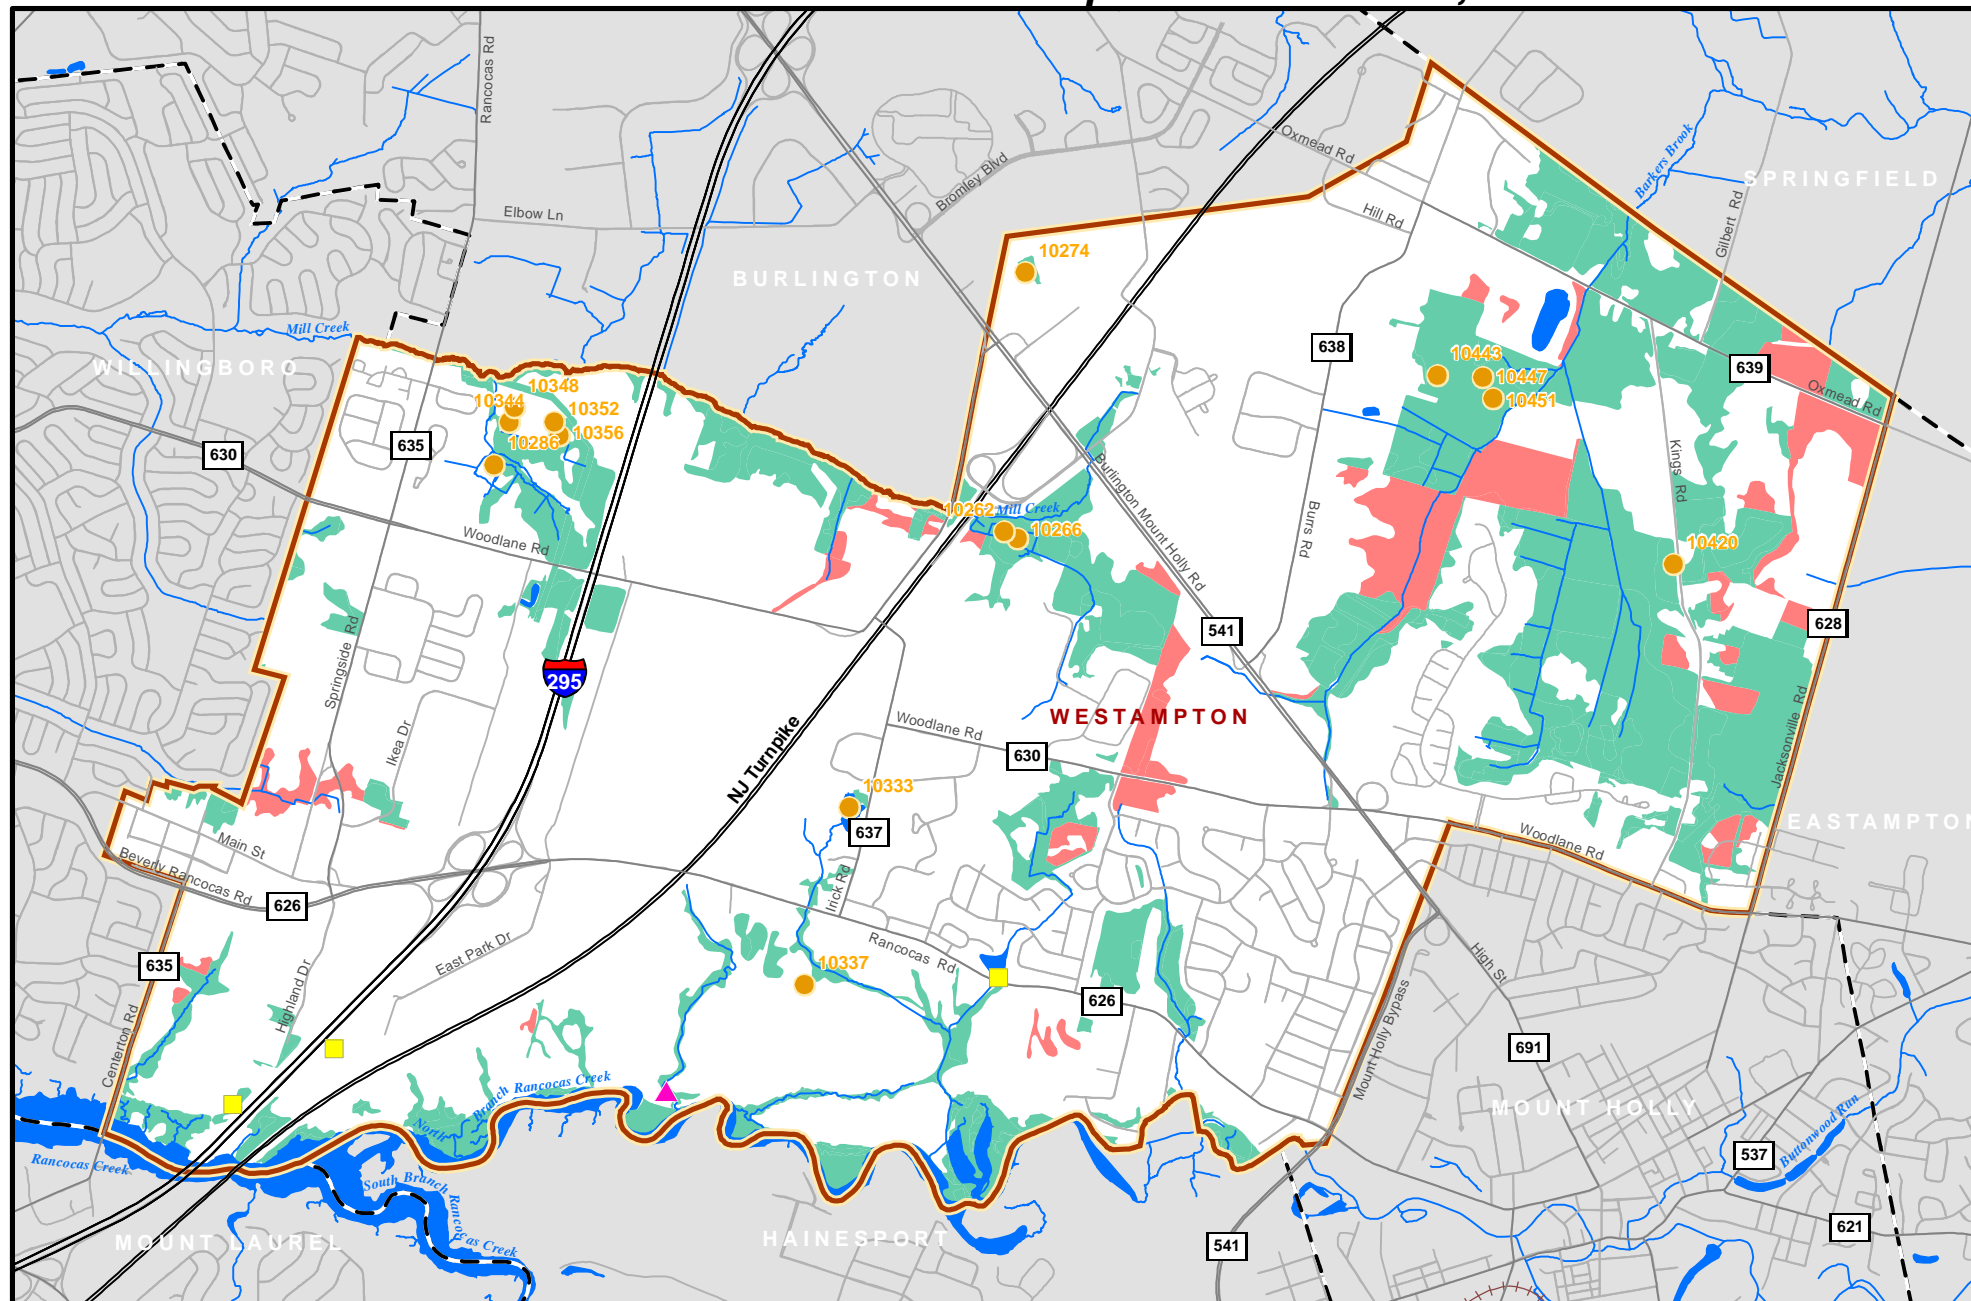 Rancocas Rd
Oxmead Rd
Barkers Brook
SPRINGFIELD
Bromley Blvd
Elbow Ln
Hill Rd
Gilbert Rd
10274
BURLINGTON
Mill Creek
WILLINGBORO
638
10443
639
10447
10348
10344
10451
Oxmead Rd
10352
10356
10286
635
630
Burlington Mount Holly Rd
Kings Rd
10262
Mill Creek
10266
Burrs Rd
Woodlane Rd
10420
541
628
Springside Rd
295
WESTAMPTON
Woodlane Rd
Ikea Dr
NJ Turnpike
630
Jacksonville Rd
10333
637
EASTAMPTON
Main St
Woodlane Rd
Beverly Rancocas Rd
Irick Rd
626
East Park Dr
Rancocas Rd
High St
10337
635
Highland Dr
626
Centerton Rd
Mount Holly Bypass
691
North Branch Rancocas Creek
MOUNT HOLLY
Buttonwood Run
537
Rancocas Creek
South Branch Rancocas Creek
621
MOUNT LAUREL
HAINESPORT
541